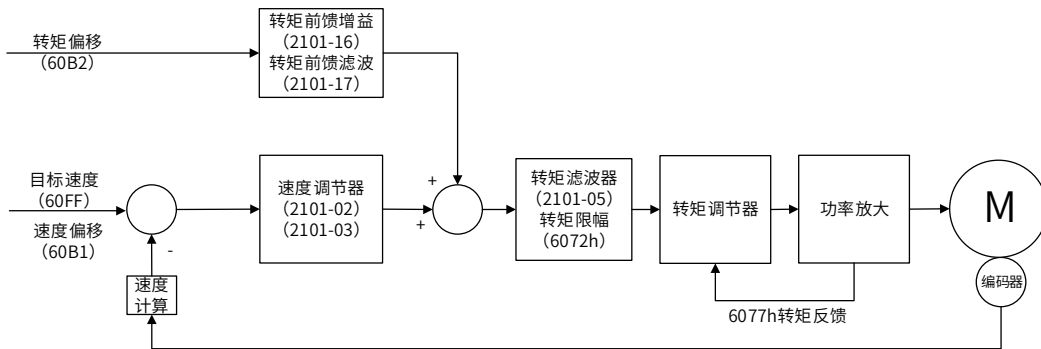 转矩偏移
（60B2）
转矩前馈增益
（2101-16）
转矩前馈滤波
（2101-17）
目标速度
（60FF）
速度偏移
（60B1）
-
速度
计算
速度调节器
（2101-02）
（2101-03）
+
+
转矩滤波器
（2101-05）
转矩限幅
（6072h）
转矩调节器
功率放大
M
编码器
6077h转矩反馈